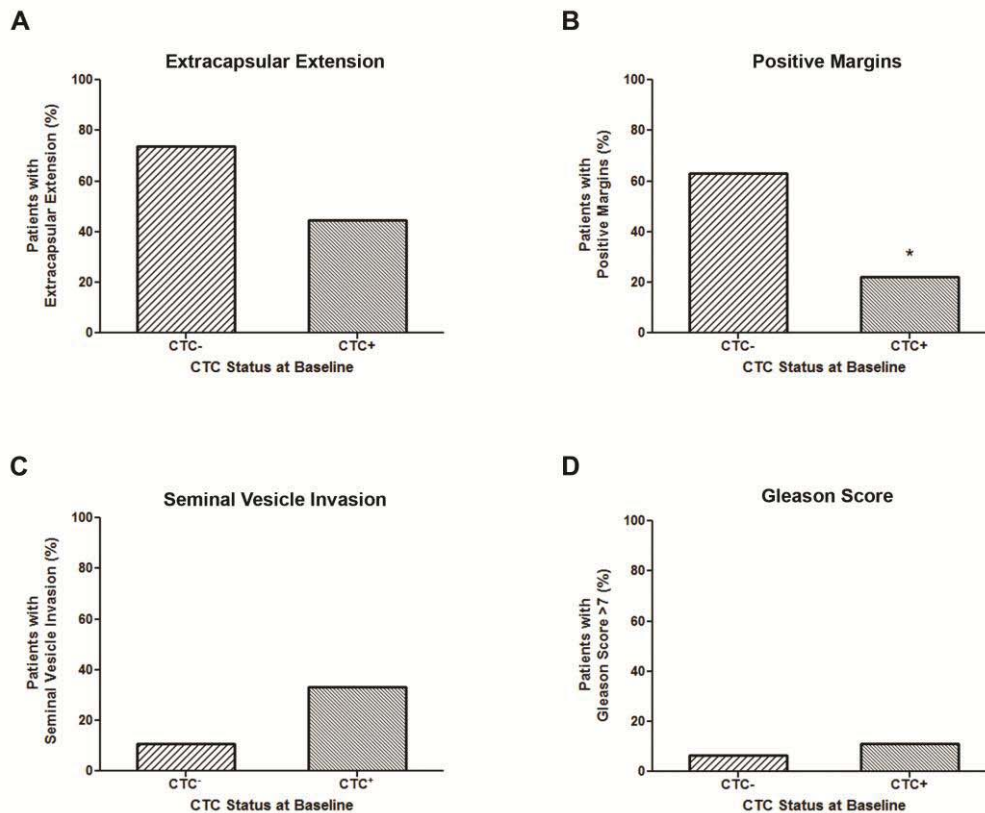 A
Extracapsular Extension
Patients with
Extracapsular Extension (%)
100
80
60
40
20
0
CTC-
CTC+
CTC Status at Baseline
B
Positive Margins
Patients with
Positive Margins (%)
100
80
60
40
20
0
*
CTC-
CTC+
CTC Status at Baseline
C
Seminal Vesicle Invasion
Patients with
Seminal Vesicle Invasion (%)
100
80
60
40
20
0
CTC⁻
CTC⁺
CTC Status at Baseline
D
Gleason Score
Patients with
Gleason Score >7 (%)
100
80
60
40
20
0
CTC-
CTC+
CTC Status at Baseline